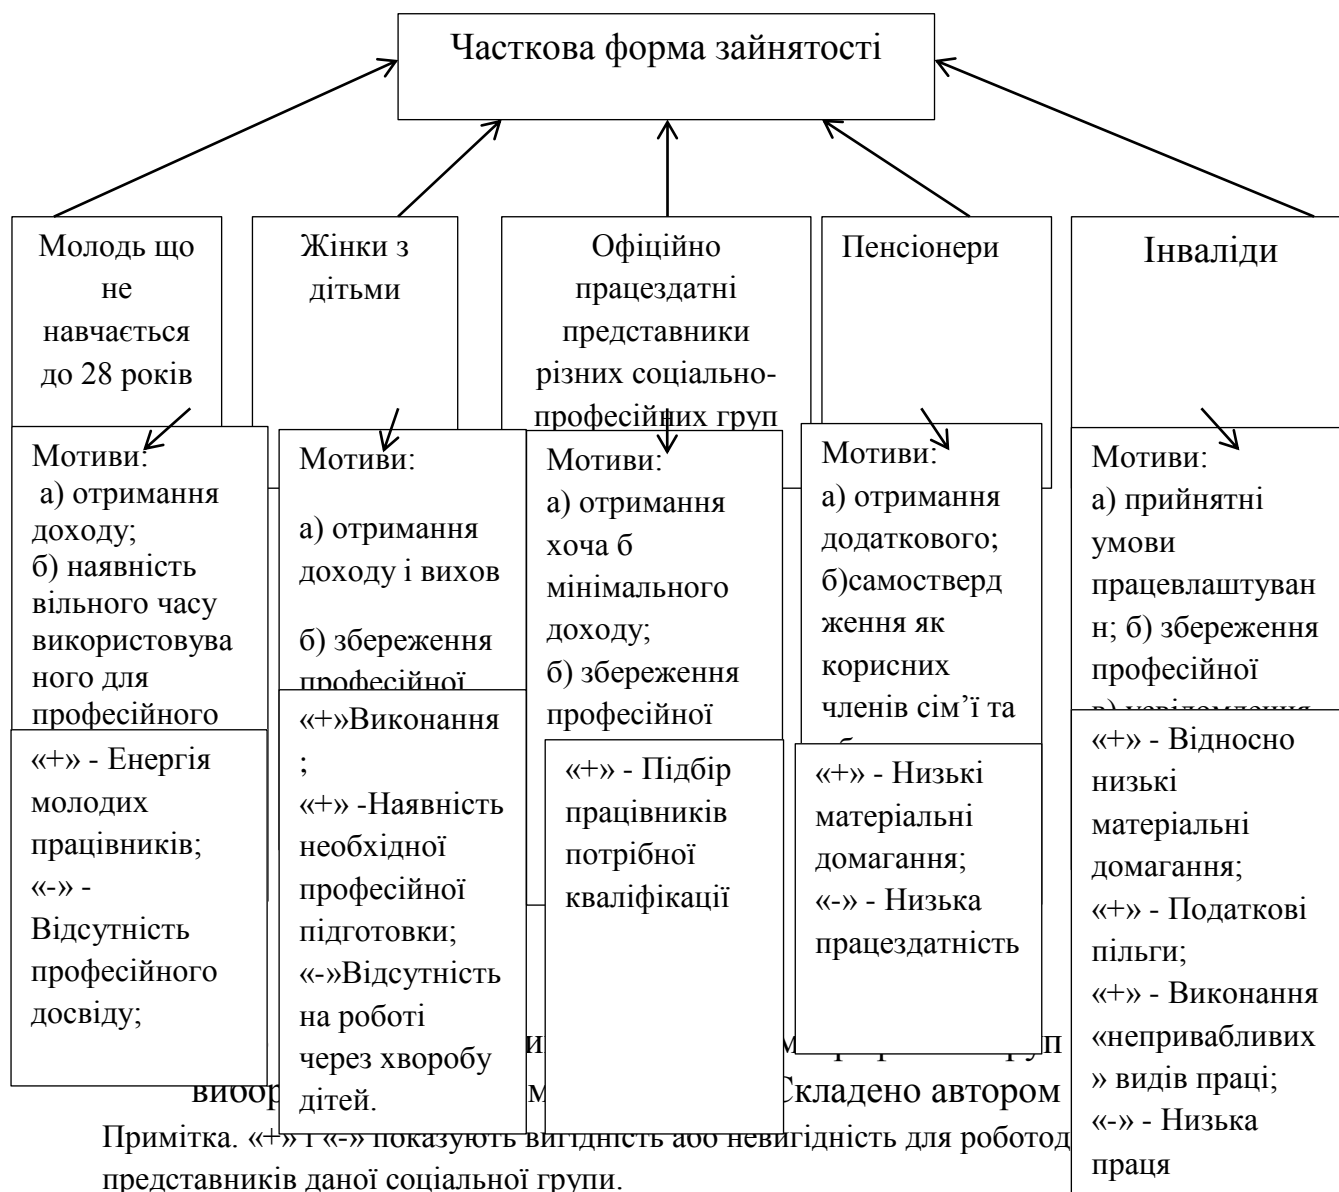 Часткова форма зайнятості
Молодь що
не
навчається
до 28 років
Жінки з
дітьми
Офіційно
працездатні
представники
різних соціально-
професійних груп
Пенсіонери
Інваліди
Мотиви:
а) отримання
доходу;
б) наявність
вільного часу
використовува
ного для
професійного
Мотиви:
а) отримання
доходу і вихов
б) збереження
професійної
Мотиви:
а) отримання
хоча б
мінімального
доходу;
б) збереження
професійної
Мотиви:
а) отримання
додаткового;
б)самостверд
ження як
корисних
членів сім’ї та
Мотиви:
а) прийнятні
умови
працевлаштуван
н; б) збереження
професійної
в) усвідомлення
«+» - Енергія
молодих
працівників;
«-» -
Відсутність
професійного
досвіду;
«+»Виконання
;
«+» -Наявність
необхідної
професійної
підготовки;
«-»Відсутність
на роботі
через хворобу
дітей.
«+» - Підбір
працівників
потрібної
кваліфікації
«+» - Низькі
матеріальні
домагання;
«-» - Низька
працездатність
«+» - Відносно
низькі
матеріальні
домагання;
«+» - Податкові
пільги;
«+» - Виконання
«непривабливих
» видів праці;
«-» - Низька
праця
Складено автором
Примітка. «+» і «-» показують вигідність або невигідність для роботод
представників даної соціальної групи.